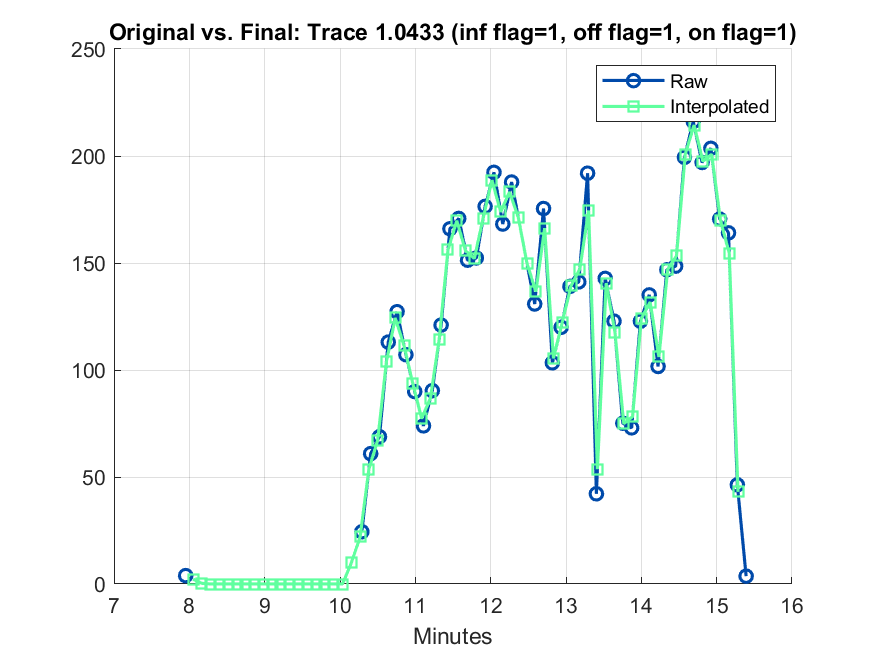 Original vs. Final: Trace 1.0433 (inf flag=1, off flag=1, on flag=1)
250
Raw
Interpolated
200
150
100
50
0
7 8 9 10 11 12 13 14 15 16
Minutes